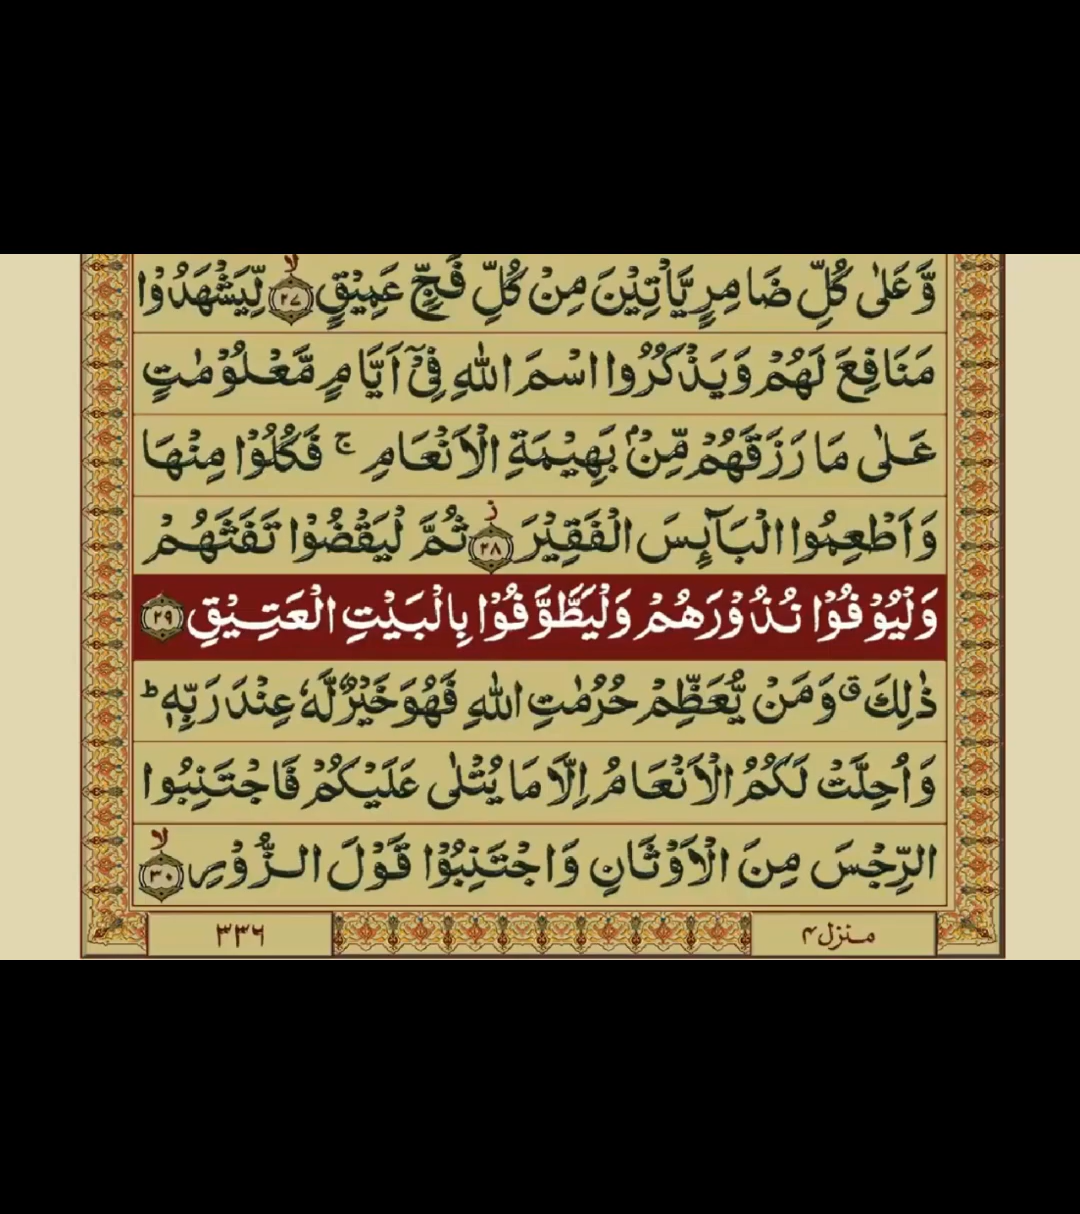 وَّعَلٰى كُلِّ ضَامِرٍ يَّاْتِيْنَ مِنْ كُلِّ فَجٍّ عَمِيْقٍ ۙ‏﴿۲۷﴾ لِّيَشْهَدُوْا
مَنَافِعَ لَهُمْ وَيَذْكُرُوا اسْمَ اللّٰهِ فِىْۤ اَيَّامٍ مَّعْلُوْمٰتٍ
عَلٰى مَا رَزَقَهُمْ مِّنْۢ بَهِيْمَةِ الْاَنْعَامِ ۚ فَكُلُوْا مِنْهَا
وَاَطْعِمُوا الْبَآئِسَ الْفَقِيْرَ ز ﴿۲۸﴾ ثُمَّ لْيَقْضُوْا تَفَثَهُمْ
وَلْيُوْفُوْا نُذُوْرَهُمْ وَلْيَطَّوَّفُوْا بِالْبَيْتِ الْعَتِيْقِ ﴿۲۹﴾
ذٰلِكَ ق وَمَنْ يُّعَظِّمْ حُرُمٰتِ اللّٰهِ فَهُوَ خَيْرٌ لَّهٗ عِنْدَ رَبِّهٖ ؕ
وَاُحِلَّتْ لَكُمُ الْاَنْعَامُ اِلَّا مَا يُتْلٰى عَلَيْكُمْ فَاجْتَنِبُوا
الرِّجْسَ مِنَ الْاَوْثَانِ وَاجْتَنِبُوْا قَوْلَ الزُّوْرِ ۙ ﴿۳۰﴾
منزل ۴
۳۳۶